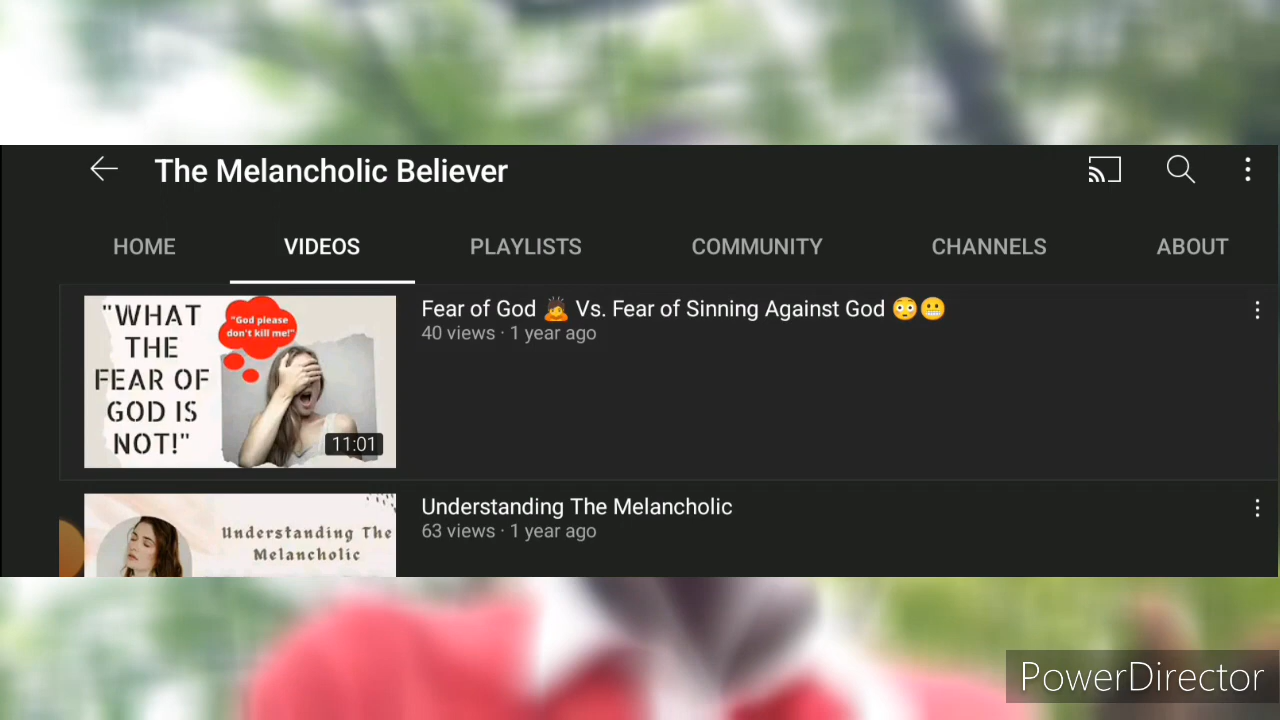 The Melancholic Believer
HOME VIDEOS PLAYLISTS COMMUNITY CHANNELS ABOUT
"WHAT
THE
FEAR OF
GOD IS
NOT!"
"God please
don't kill me!"
11:01
Fear of God 🙇 Vs. Fear of Sinning Against God 😳😬
40 views · 1 year ago
Understanding The
Melancholic
Understanding The Melancholic
63 views · 1 year ago
PowerDirector